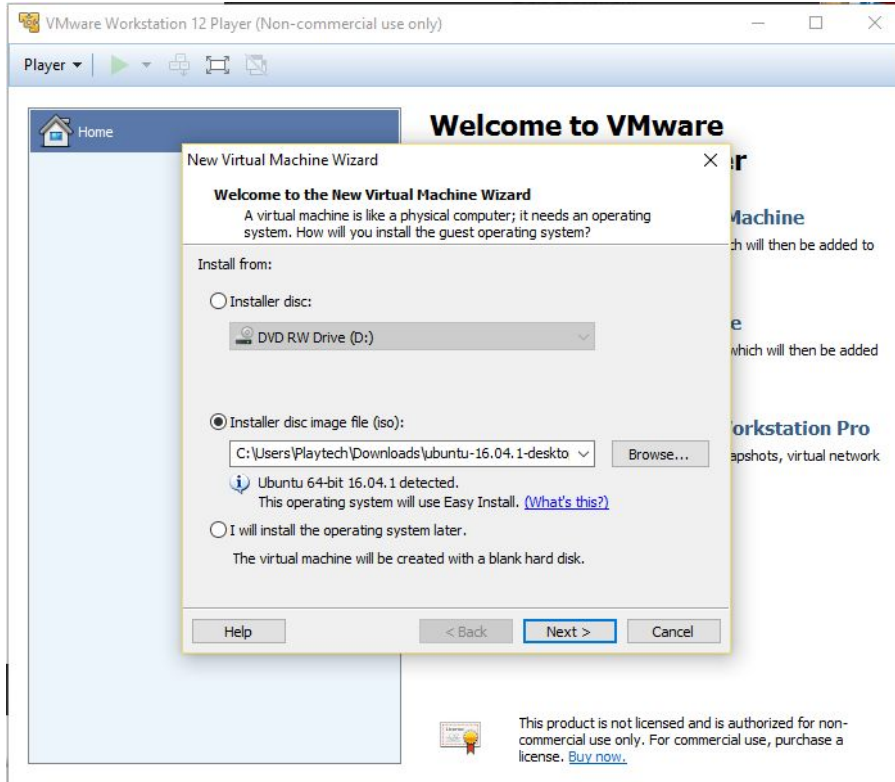 VMware Workstation 12 Player (Non-commercial use only)
Player
Home
Welcome to VMware
r
New Virtual Machine Wizard
Welcome to the New Virtual Machine Wizard
A virtual machine is like a physical computer; it needs an operating
system. How will you install the guest operating system?
Machine
ch will then be added to
Install from:
Installer disc:
DVD RW Drive (D:)
e
which will then be added
Installer disc image file (iso):
C:\Users\Playtech\Downloads\ubuntu-16.04.1-deskto
Browse...
orkstation Pro
apshots, virtual network
Ubuntu 64-bit 16.04.1 detected.
This operating system will use Easy Install. (What's this?)
I will install the operating system later.
The virtual machine will be created with a blank hard disk.
Help
< Back
Next >
Cancel
This product is not licensed and is authorized for non-
commercial use only. For commercial use, purchase a
license. Buy now.